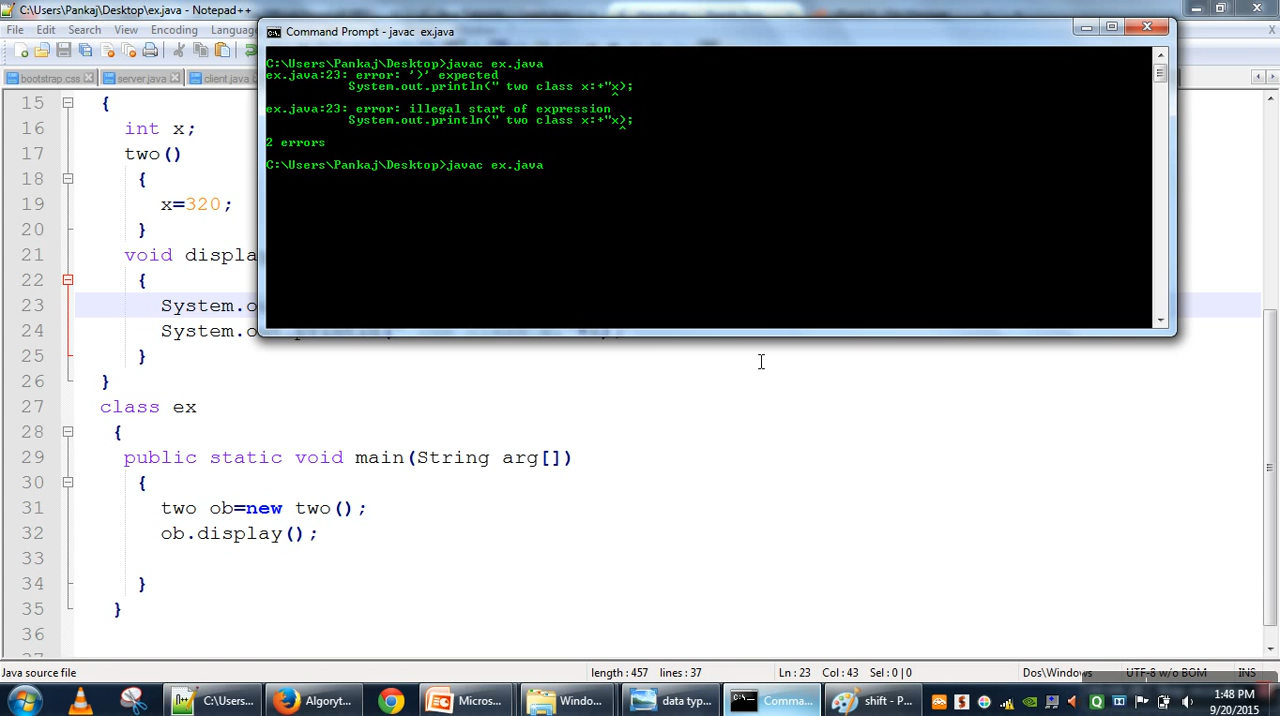 C:\Users\Pankaj\Desktop\ex.java - Notepad++
File Edit Search View Encoding Languag
X
bootstrap.css server.java client.java
Command Prompt - javac ex.java
C:\Users\Pankaj\Desktop>javac ex.java
ex.java:23: error: ')' expected
System.out.println(" two class x:+"x);
^
ex.java:23: error: illegal start of expression
System.out.println(" two class x:+"x);
^
2 errors
C:\Users\Pankaj\Desktop>javac ex.java
15 {
16 int x;
17 two()
18 {
19 x=320;
20 }
21 void displa
22 {
23 System.o
24 System.o
25 }
26 }
27 class ex
28 {
29 public static void main(String arg[])
30 {
31 two ob=new two();
32 ob.display();
33
34 }
35 }
36
37
Java source file length : 457 lines : 37 Ln : 23 Col : 43 Sel : 0 | 0 Dos\Windows UTF-8 w/o BOM INS
C:\Users... Algoryt... Micros... Window... data typ... Comma... shift - P...
1:48 PM
9/20/2015